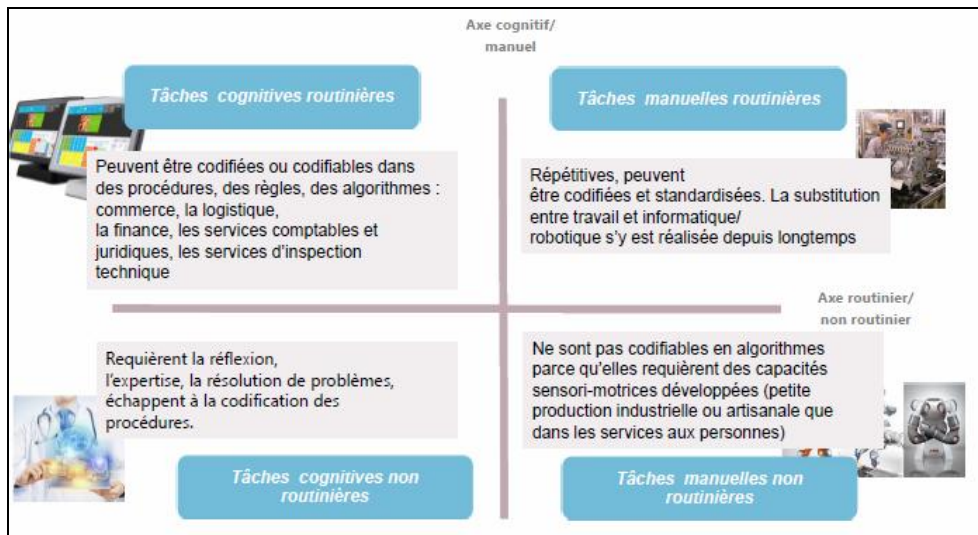 Axe cognitif/
manuel
Tâches cognitives routinières
Peuvent être codifiées ou codifiables dans
des procédures, des règles, des algorithmes :
commerce, la logistique,
la finance, les services comptables et
juridiques, les services d'inspection
technique
Tâches manuelles routinières
Répétitives, peuvent
être codifiées et standardisées. La substitution
entre travail et informatique/
robotique s'y est réalisée depuis longtemps
Axe routinier/
non routinier
Requièrent la réflexion,
l'expertise, la résolution de problèmes,
échappent à la codification des
procédures.
Tâches cognitives non
routinières
Ne sont pas codifiables en algorithmes
parce qu'elles requièrent des capacités
sensori-motrices développées (petite
production industrielle ou artisanale que
dans les services aux personnes)
Tâches manuelles non
routinières